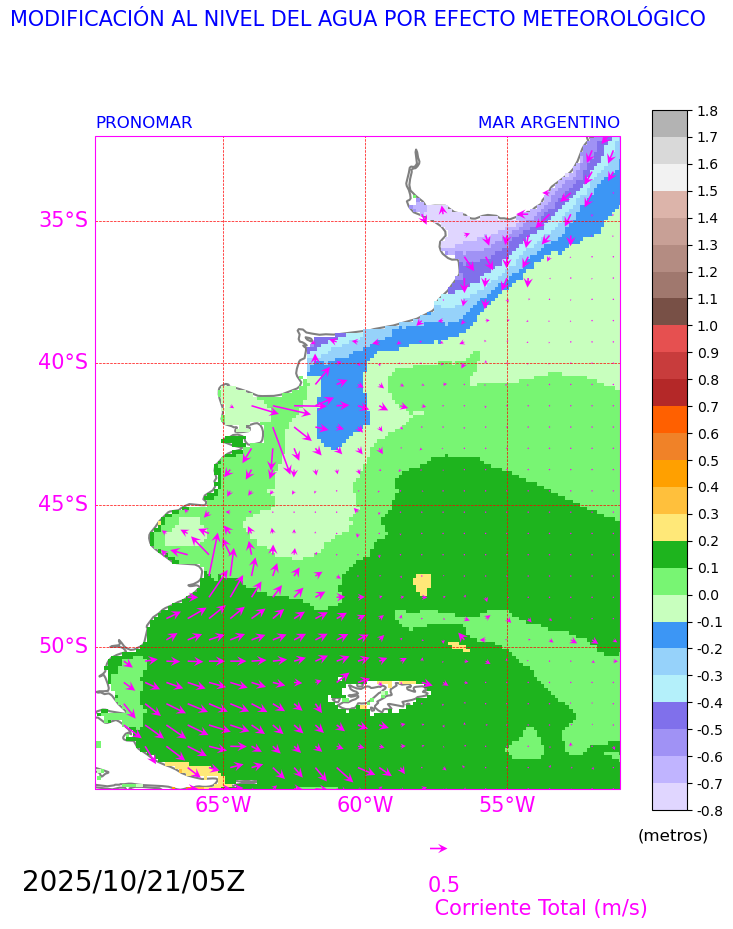 MODIFICACIÓN AL NIVEL DEL AGUA POR EFECTO METEOROLÓGICO
PRONOMAR
MAR ARGENTINO
35°S
40°S
45°S
50°S
65°W
60°W
55°W
1.8
1.7
1.6
1.5
1.4
1.3
1.2
1.1
1.0
0.9
0.8
0.7
0.6
0.5
0.4
0.3
0.2
0.1
0.0
-0.1
-0.2
-0.3
-0.4
-0.5
-0.6
-0.7
-0.8
(metros)
2025/10/21/05Z
0.5
Corriente Total (m/s)